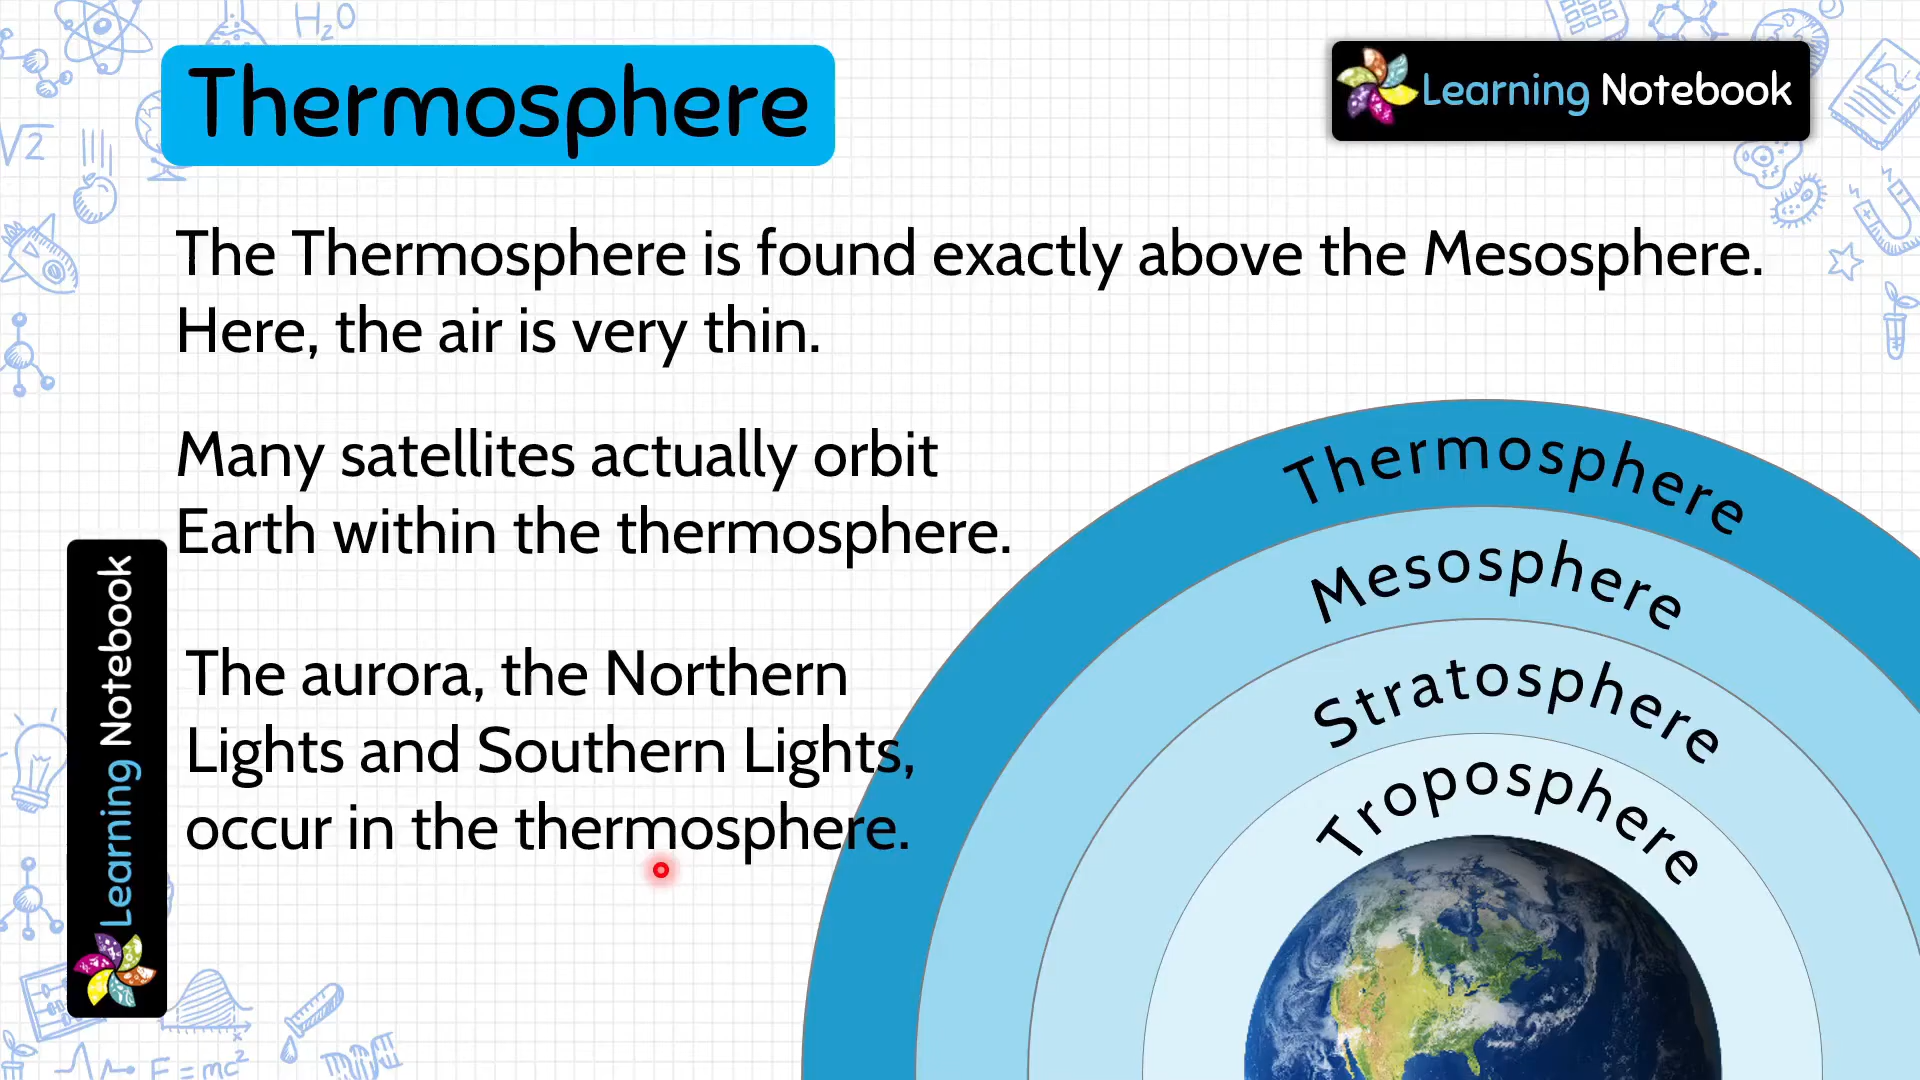 H₂O
Thermosphere
Learning Notebook
√2
The Thermosphere is found exactly above the Mesosphere.
Here, the air is very thin.
Many satellites actually orbit
Earth within the thermosphere.
The aurora, the Northern
Lights and Southern Lights,
occur in the thermosphere.
Thermosphere
Mesosphere
Stratosphere
Troposphere
Learning Notebook
F=mc²